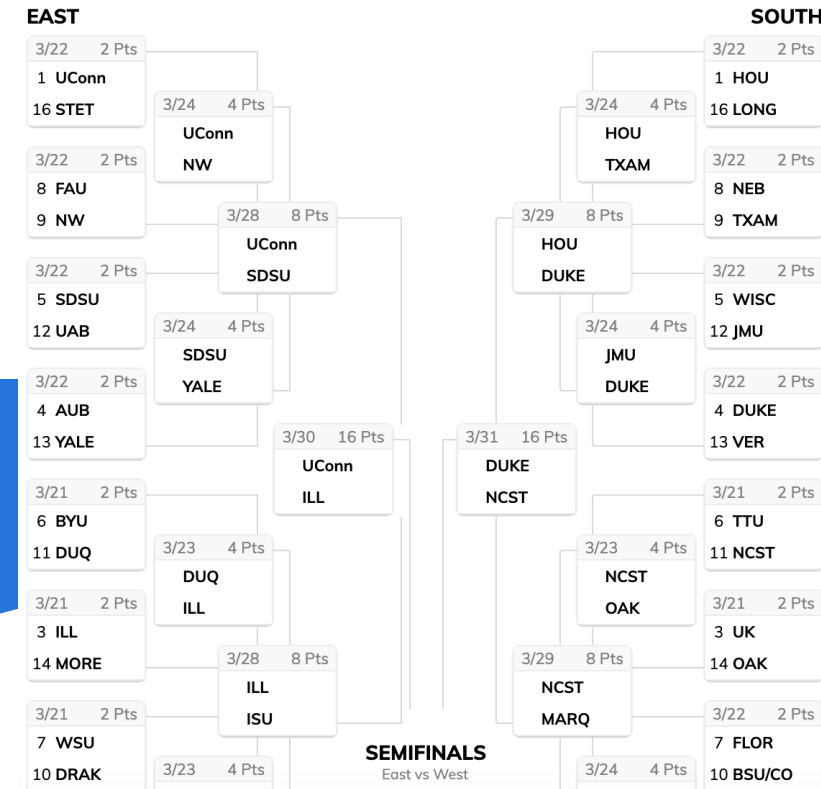 EAST
3/22 2 Pts
1 UConn
16 STET
3/22 2 Pts
8 FAU
9 NW
3/22 2 Pts
5 SDSU
12 UAB
3/22 2 Pts
4 AUB
13 YALE
3/21 2 Pts
6 BYU
11 DUQ
3/21 2 Pts
3 ILL
14 MORE
3/21 2 Pts
7 WSU
10 DRAK
3/24 4 Pts
UConn
NW
3/24 4 Pts
SDSU
YALE
3/23 4 Pts
DUQ
ILL
3/23 4 Pts
3/28 8 Pts
UConn
SDSU
3/28 8 Pts
ILL
ISU
3/30 16 Pts
UConn
ILL
SEMIFINALS
East vs West
3/31 16 Pts
DUKE
NCST
3/29 8 Pts
HOU
DUKE
3/29 8 Pts
NCST
MARQ
3/24 4 Pts
HOU
TXAM
3/24 4 Pts
JMU
DUKE
3/23 4 Pts
NCST
OAK
3/24 4 Pts
SOUTH
3/22 2 Pts
1 HOU
16 LONG
3/22 2 Pts
8 NEB
9 TXAM
3/22 2 Pts
5 WISC
12 JMU
3/22 2 Pts
4 DUKE
13 VER
3/21 2 Pts
6 TTU
11 NCST
3/21 2 Pts
3 UK
14 OAK
3/22 2 Pts
7 FLOR
10 BSU/CO